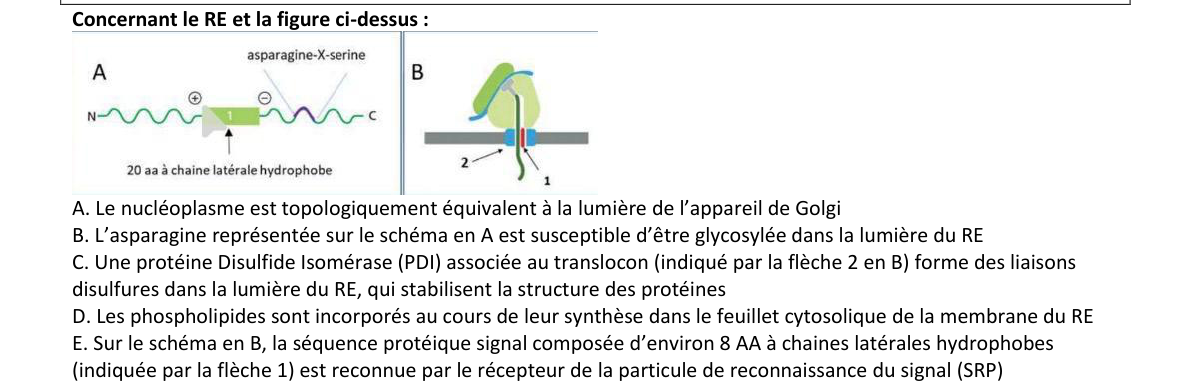 Concernant le RE et la figure ci-dessus :
asparagine-X-serine
A
B
+
−
N
1
C
20 aa à chaine latérale hydrophobe
2
1
A. Le nucléoplasme est topologiquement équivalent à la lumière de l’appareil de Golgi
B. L’asparagine représentée sur le schéma en A est susceptible d’être glycosylée dans la lumière du RE
C. Une protéine Disulfide Isomérase (PDI) associée au translocon (indiqué par la flèche 2 en B) forme des liaisons
disulfures dans la lumière du RE, qui stabilisent la structure des protéines
D. Les phospholipides sont incorporés au cours de leur synthèse dans le feuillet cytosolique de la membrane du RE
E. Sur le schéma en B, la séquence protéique signal composée d’environ 8 AA à chaines latérales hydrophobes
(indiquée par la flèche 1) est reconnue par le récepteur de la particule de reconnaissance du signal (SRP)